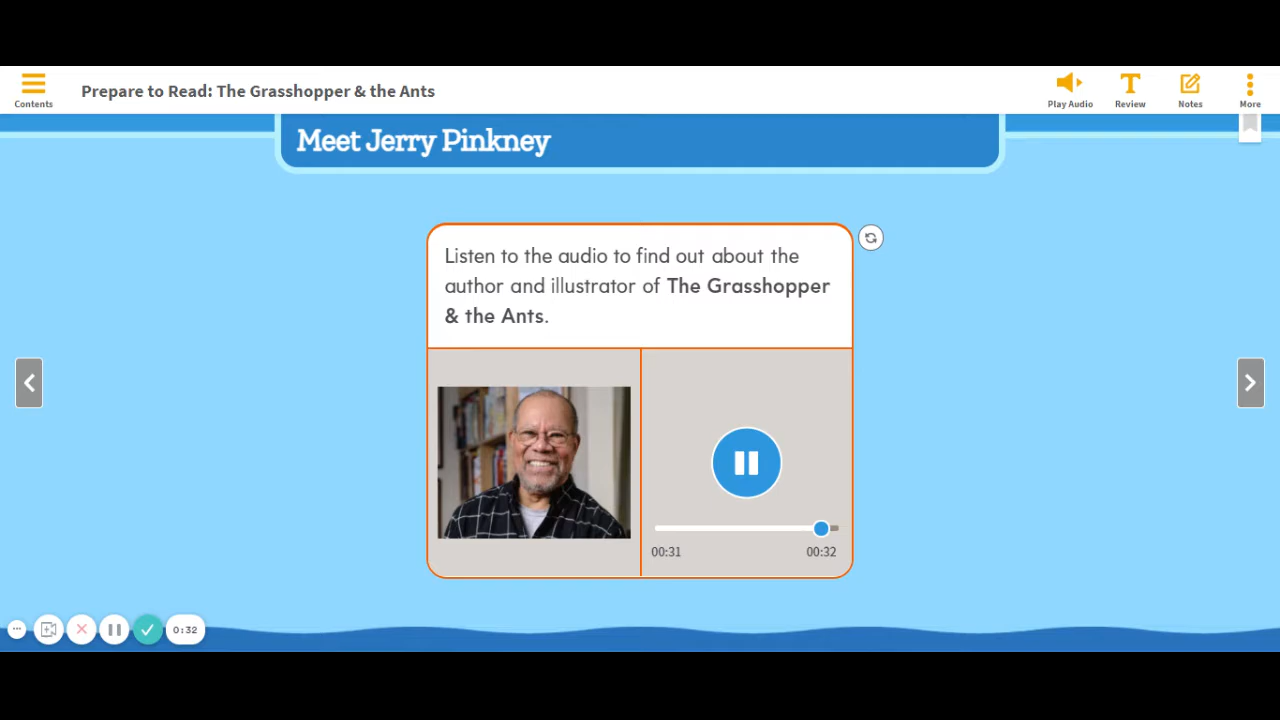 Contents
Prepare to Read: The Grasshopper & the Ants
Play Audio
Review
Notes
More
Meet Jerry Pinkney
Listen to the audio to find out about the
author and illustrator of The Grasshopper
& the Ants.
00:31
00:32
0:32